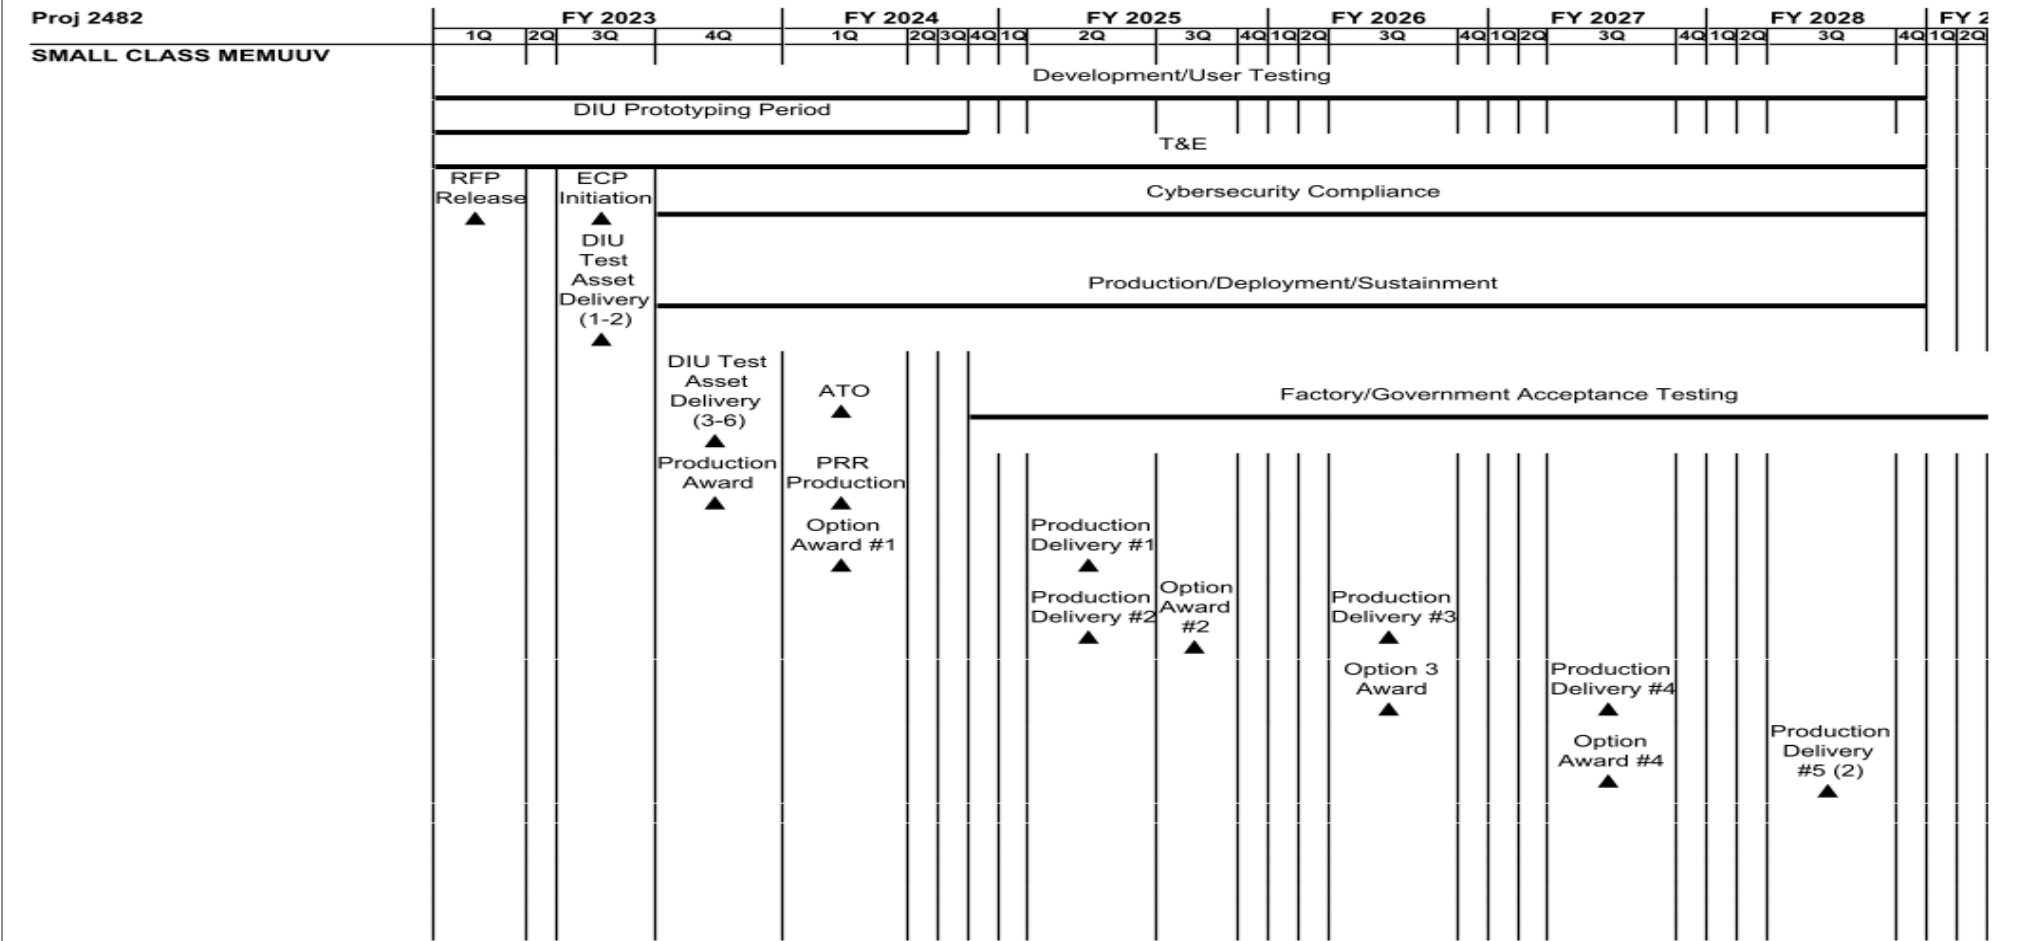 Proj 2482 FY 2023 FY 2024 FY 2025 FY 2026 FY 2027 FY 2028 FY 2
1Q 2Q 3Q 4Q 1Q 2Q 3Q 4Q 1Q 2Q 3Q 4Q 1Q 2Q 3Q 4Q 1Q 2Q 3Q 4Q 1Q 2Q 3Q 4Q 1Q 2Q
SMALL CLASS MEMUUV
Development/User Testing
DIU Prototyping Period
T&E
RFP
Release
ECP
Initiation
Cybersecurity Compliance
DIU
Test
Asset
Delivery
(1-2)
Production/Deployment/Sustainment
DIU Test
Asset
Delivery
(3-6)
ATO
Factory/Government Acceptance Testing
Production
Award
PRR
Production
Option
Award #1
Production
Delivery #1
Production
Delivery #2
Option
Award
#2
Production
Delivery #3
Option 3
Award
Production
Delivery #4
Option
Award #4
Production
Delivery
#5 (2)